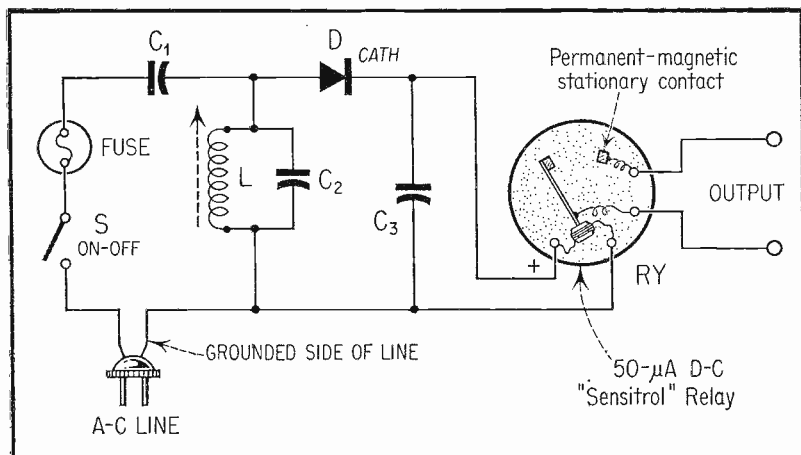 C1
D
CATH
Permanent-magnetic
stationary contact
FUSE
L
C2
C3
OUTPUT
S
ON-OFF
+
RY
GROUNDED SIDE OF LINE
50-μA D-C
"Sensitrol" Relay
A-C LINE